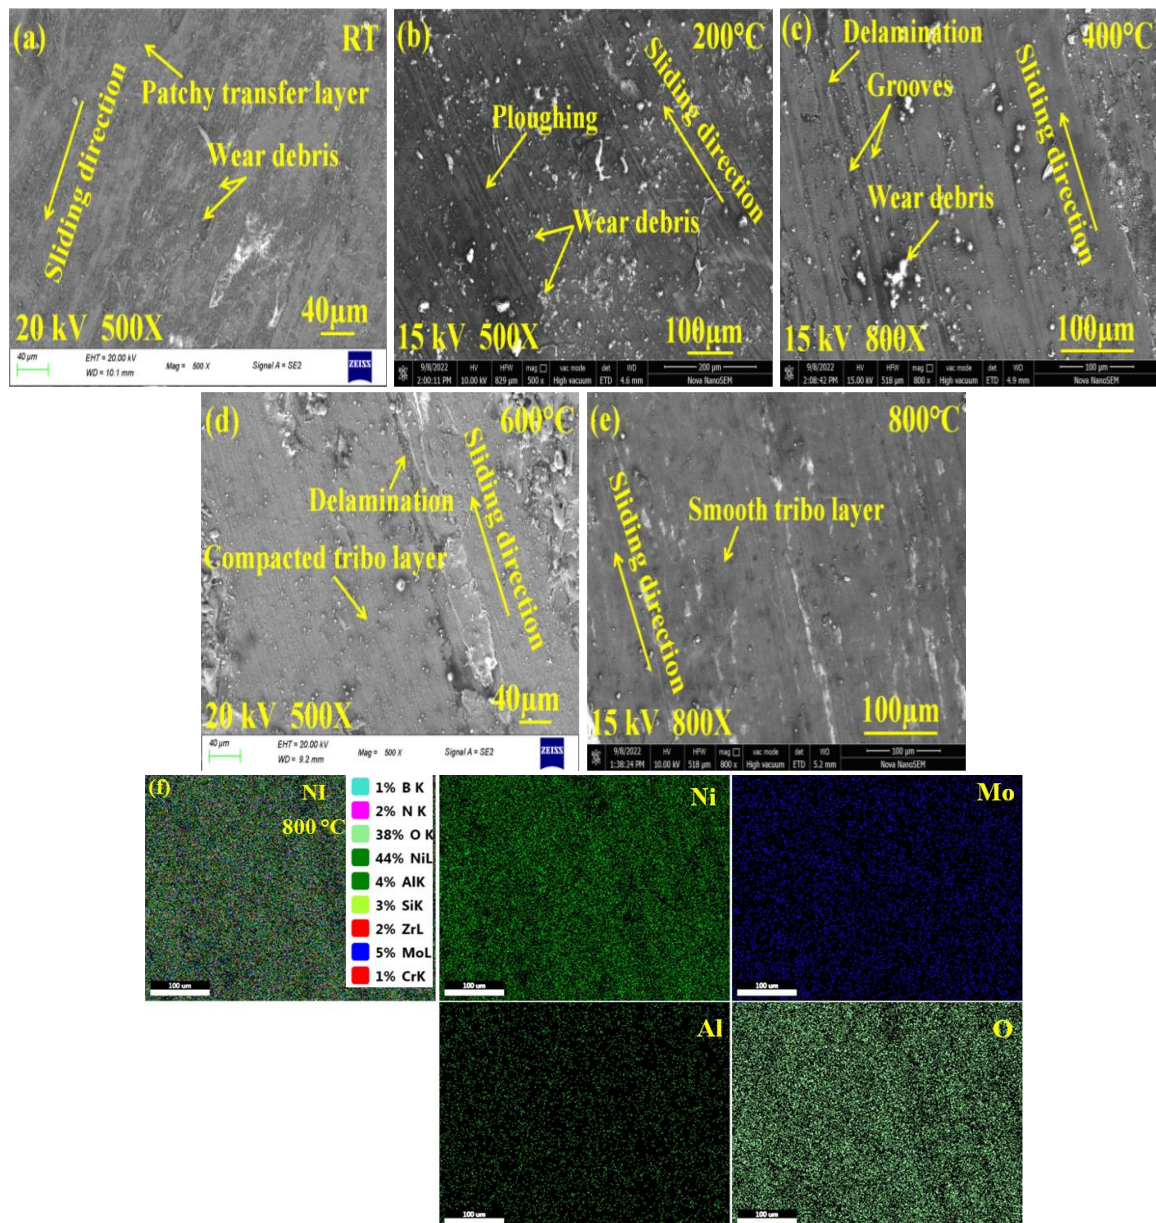 (a)
RT
Patchy transfer layer
Wear debris
Sliding direction
20 kV 500X
40µm
40 µm
EHT = 20.00 kV
WD = 10.1 mm
Mag = 500 X
Signal A = SE2
ZEISS
(b)
200°C
Sliding direction
Ploughing
Wear debris
15 kV 500X
100µm
9/8/2022
2:00:11 PM
HV
10.00 kV
HFW
829 µm
mag
500 x
vac mode
High vacuum
det
ETD
WD
4.6 mm
200 µm
Nova NanoSEM
(c)
Delamination
400°C
Grooves
Sliding direction
Wear debris
15 kV 800X
100µm
9/8/2022
2:08:42 PM
HV
15.00 kV
HFW
518 µm
mag
800 x
vac mode
High vacuum
det
ETD
WD
4.9 mm
100 µm
Nova NanoSEM
(d)
600°C
Sliding direction
Delamination
Compacted tribo layer
20 kV 500X
40µm
40µm
EHT = 20.00 kV
WD = 9.2 mm
Mag = 500 X
Signal A = SE2
ZEISS
(e)
800°C
Sliding direction
Smooth tribo layer
15 kV 800X
100µm
9/8/2022
1:38:24 PM
HV
10.00 kV
HFW
518 µm
mag
800 x
vac mode
High vacuum
det
ETD
WD
5.2 mm
100 µm
Nova NanoSEM
(f)
NI
800 °C
1% B K
2% N K
38% O K
44% NiL
4% AlK
3% SiK
2% ZrL
5% MoL
1% CrK
100 um
Ni
100 um
Mo
100 um
Al
100 um
O
100 um